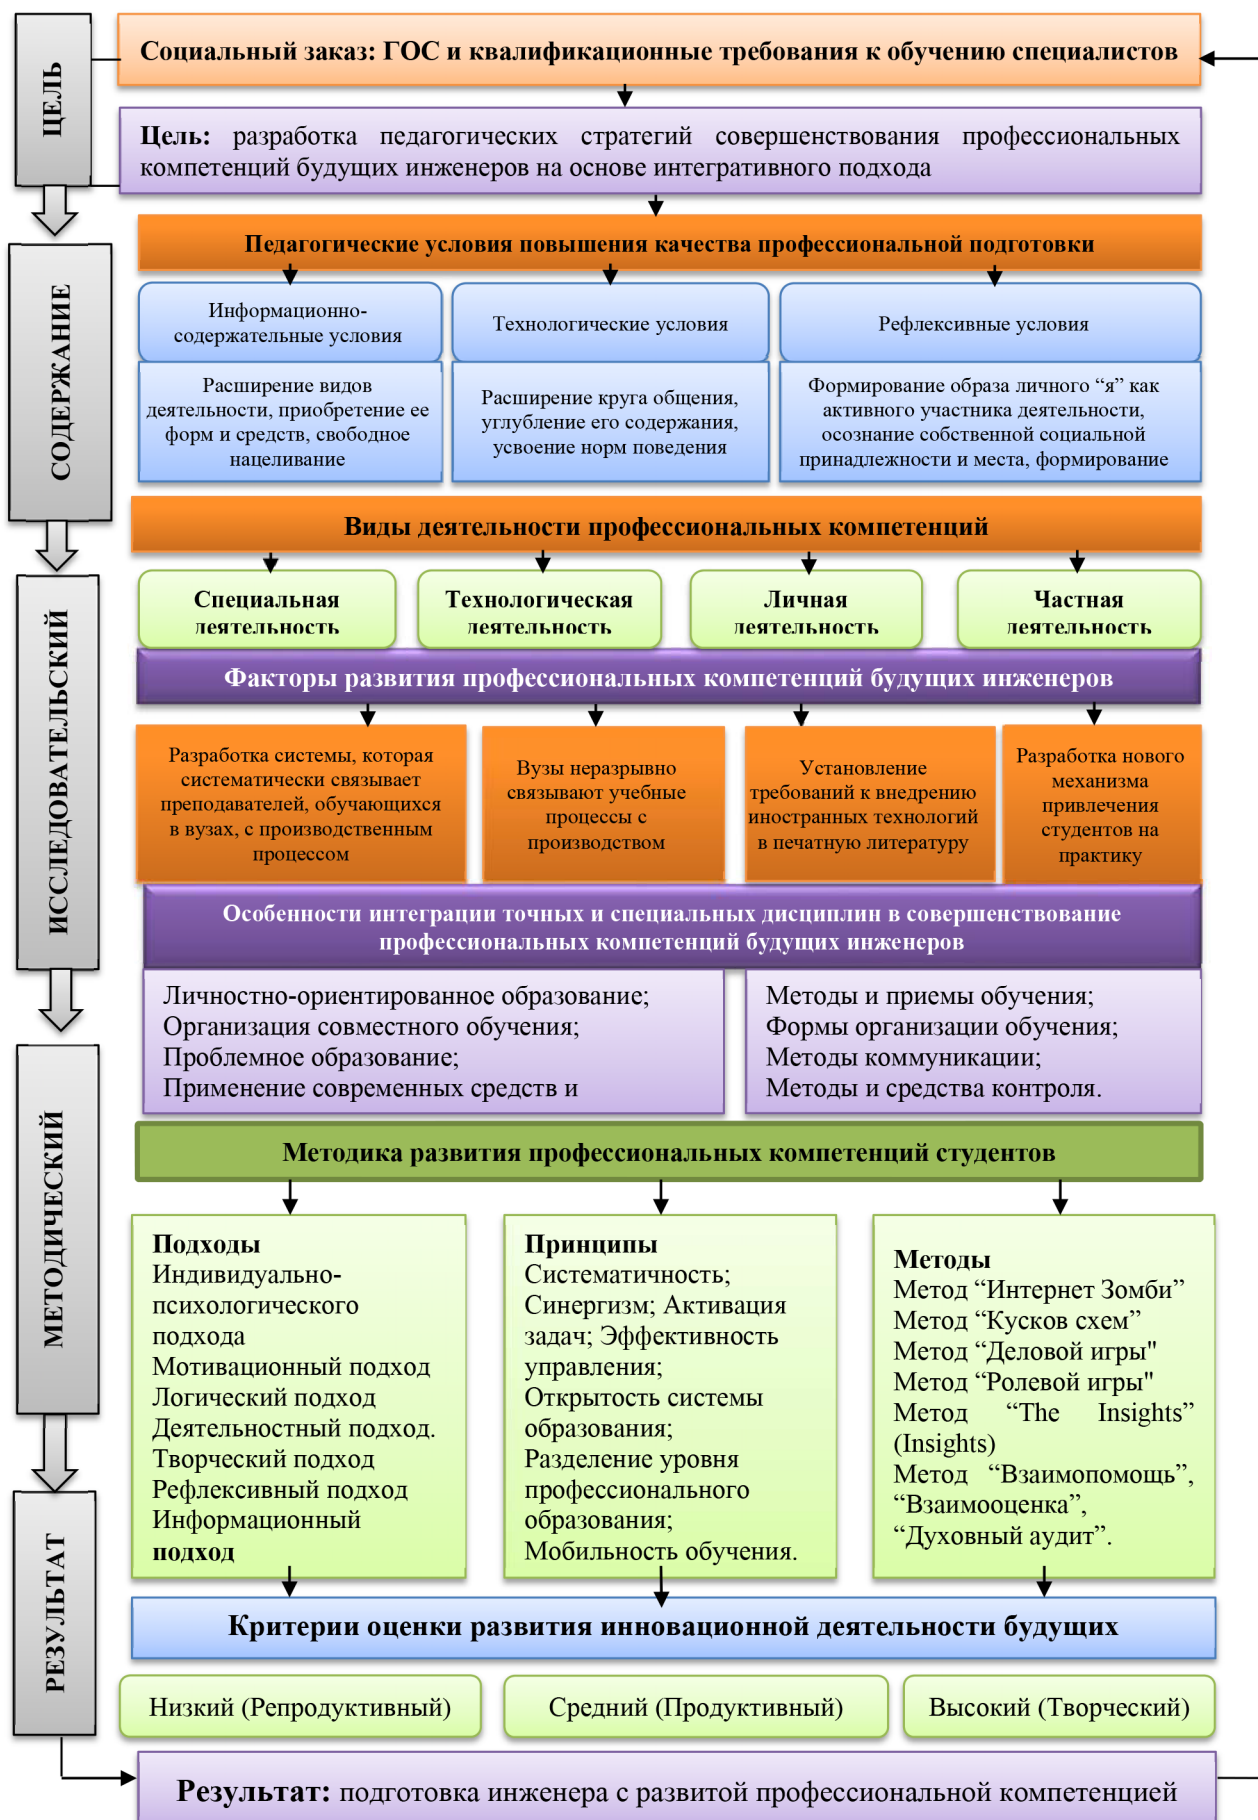 ЦЕЛЬ
Социальный заказ: ГОС и квалификационные требования к обучению специалистов
Цель: разработка педагогических стратегий совершенствования профессиональных
компетенций будущих инженеров на основе интегративного подхода
СОДЕРЖАНИЕ
Педагогические условия повышения качества профессиональной подготовки
Информационно-
содержательные условия
Технологические условия
Рефлексивные условия
Расширение видов
деятельности, приобретение ее
форм и средств, свободное
нацеливание
Расширение круга общения,
углубление его содержания,
усвоение норм поведения
Формирование образа личного “я” как
активного участника деятельности,
осознание собственной социальной
принадлежности и места, формирование
Виды деятельности профессиональных компетенций
ИССЛЕДОВАТЕЛЬСКИЙ
Специальная
деятельность
Технологическая
деятельность
Личная
деятельность
Частная
деятельность
Факторы развития профессиональных компетенций будущих инженеров
Разработка системы, которая
систематически связывает
преподавателей, обучающихся
в вузах, с производственным
процессом
Вузы неразрывно
связывают учебные
процессы с
производством
Установление
требований к внедрению
иностранных технологий
в печатную литературу
Разработка нового
механизма
привлечения
студентов на
практику
Особенности интеграции точных и специальных дисциплин в совершенствование
профессиональных компетенций будущих инженеров
Личностно-ориентированное образование;
Организация совместного обучения;
Проблемное образование;
Применение современных средств и
Методы и приемы обучения;
Формы организации обучения;
Методы коммуникации;
Методы и средства контроля.
МЕТОДИЧЕСКИЙ
Методика развития профессиональных компетенций студентов
Подходы
Индивидуально-
психологического
подхода
Мотивационный подход
Логический подход
Деятельностный подход.
Творческий подход
Рефлексивный подход
Информационный
подход
Принципы
Систематичность;
Синергизм; Активация
задач; Эффективность
управления;
Открытость системы
образования;
Разделение уровня
профессионального
образования;
Мобильность обучения.
Методы
Метод “Интернет Зомби”
Метод “Кусков схем”
Метод “Деловой игры"
Метод “Ролевой игры"
Метод “The Insights”
(Insights)
Метод “Взаимопомощь”,
“Взаимооценка”,
“Духовный аудит”.
РЕЗУЛЬТАТ
Критерии оценки развития инновационной деятельности будущих
Низкий (Репродуктивный)
Средний (Продуктивный)
Высокий (Творческий)
Результат: подготовка инженера с развитой профессиональной компетенцией